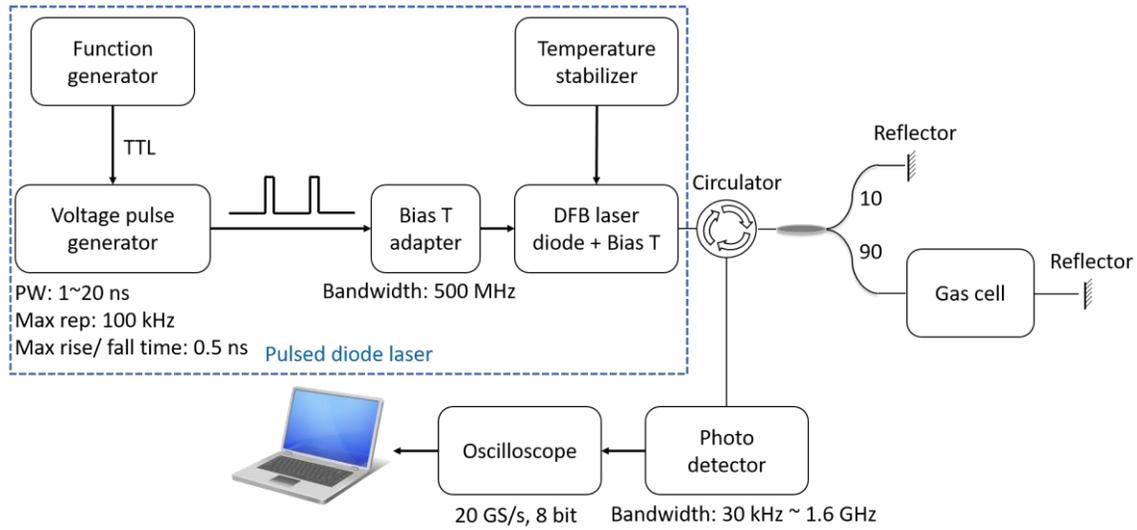 Function
generator
Temperature
stabilizer
TTL
Voltage pulse
generator
Bias T
adapter
DFB laser
diode + Bias T
Circulator
Reflector
10
90
Gas cell
Reflector
PW: 1~20 ns
Max rep: 100 kHz
Max rise/ fall time: 0.5 ns
Bandwidth: 500 MHz
Pulsed diode laser
Oscilloscope
20 GS/s, 8 bit
Photo
detector
Bandwidth: 30 kHz ~ 1.6 GHz